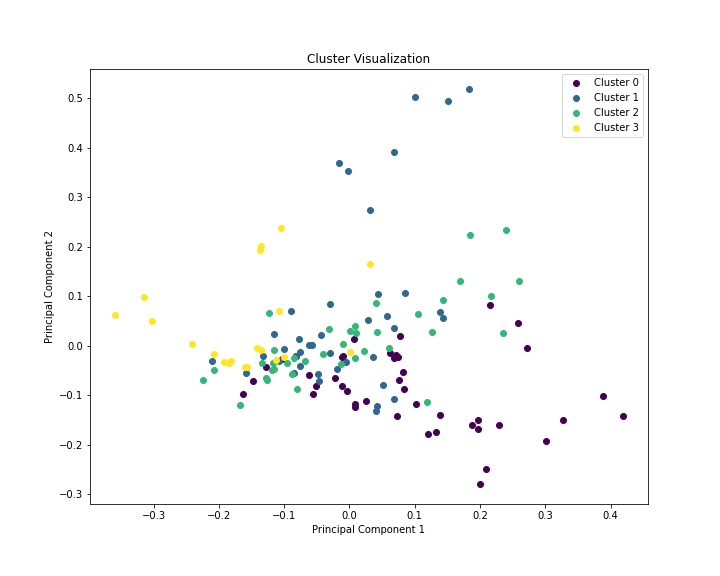 Cluster Visualization
Cluster 0
Cluster 1
Cluster 2
Cluster 3
Principal Component 2
0.5
0.4
0.3
0.2
0.1
0.0
−0.1
−0.2
−0.3
−0.3 −0.2 −0.1 0.0 0.1 0.2 0.3 0.4
Principal Component 1